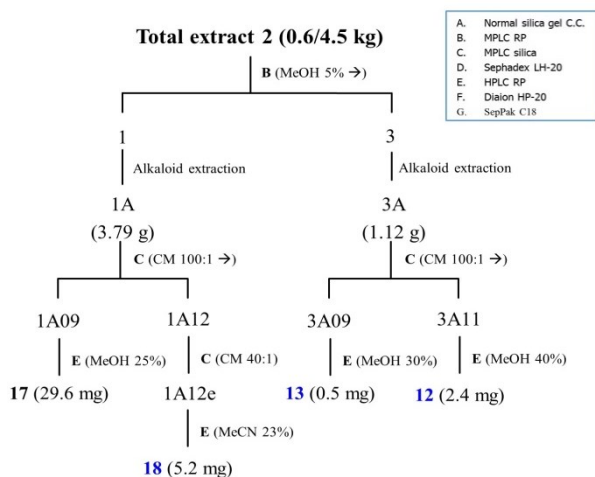 Total extract 2 (0.6/4.5 kg)
A. Normal silica gel C.C.
B. MPLC RP
C. MPLC silica
D. Sephadex LH-20
E. HPLC RP
F. Diaion HP-20
G. SepPak C18
B (MeOH 5% →)
1 3
Alkaloid extraction Alkaloid extraction
1A 3A
(3.79 g) (1.12 g)
C (CM 100:1 →) C (CM 100:1 →)
1A09 1A12 3A09 3A11
E (MeOH 25%) C (CM 40:1) E (MeOH 30%) E (MeOH 40%)
17 (29.6 mg) 1A12e 13 (0.5 mg) 12 (2.4 mg)
E (MeCN 23%)
18 (5.2 mg)